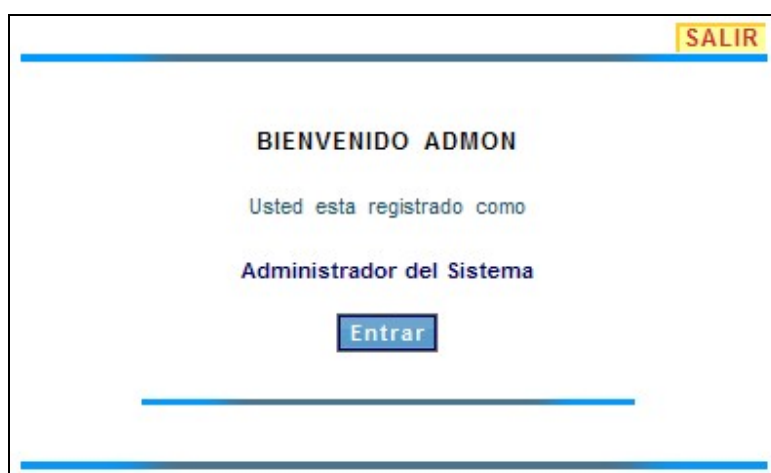 SALIR
BIENVENIDO ADMON
Usted esta registrado como
Administrador del Sistema
Entrar